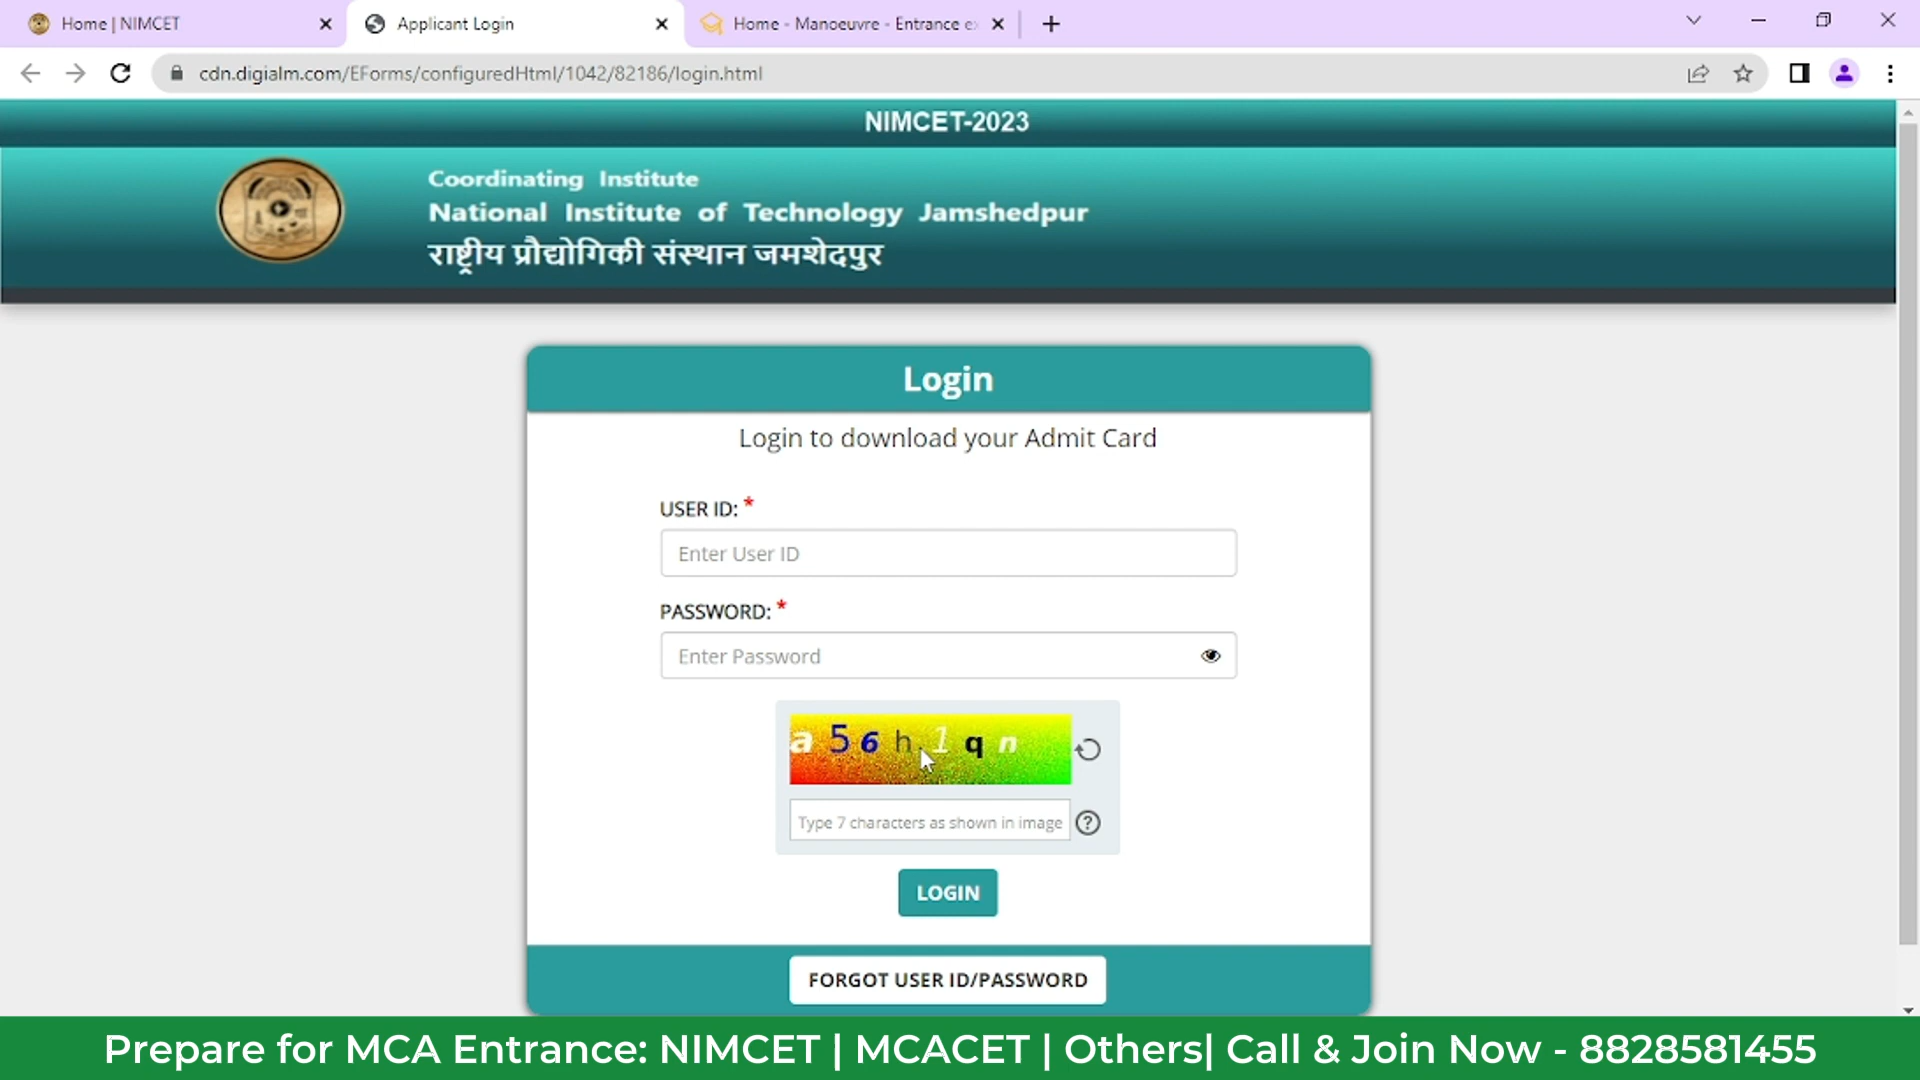 Home | NIMCET
Applicant Login
Home - Manoeuvre - Entrance e
cdn.digialm.com/EForms/configuredHtml/1042/82186/login.html
NIMCET-2023
Coordinating Institute
National Institute of Technology Jamshedpur
राष्ट्रीय प्रौद्योगिकी संस्थान जमशेदपुर
Login
Login to download your Admit Card
USER ID: *
Enter User ID
PASSWORD: *
Enter Password
a 5 6 h 1 q n
Type 7 characters as shown in image
LOGIN
FORGOT USER ID/PASSWORD
Prepare for MCA Entrance: NIMCET | MCACET | Others| Call & Join Now - 8828581455